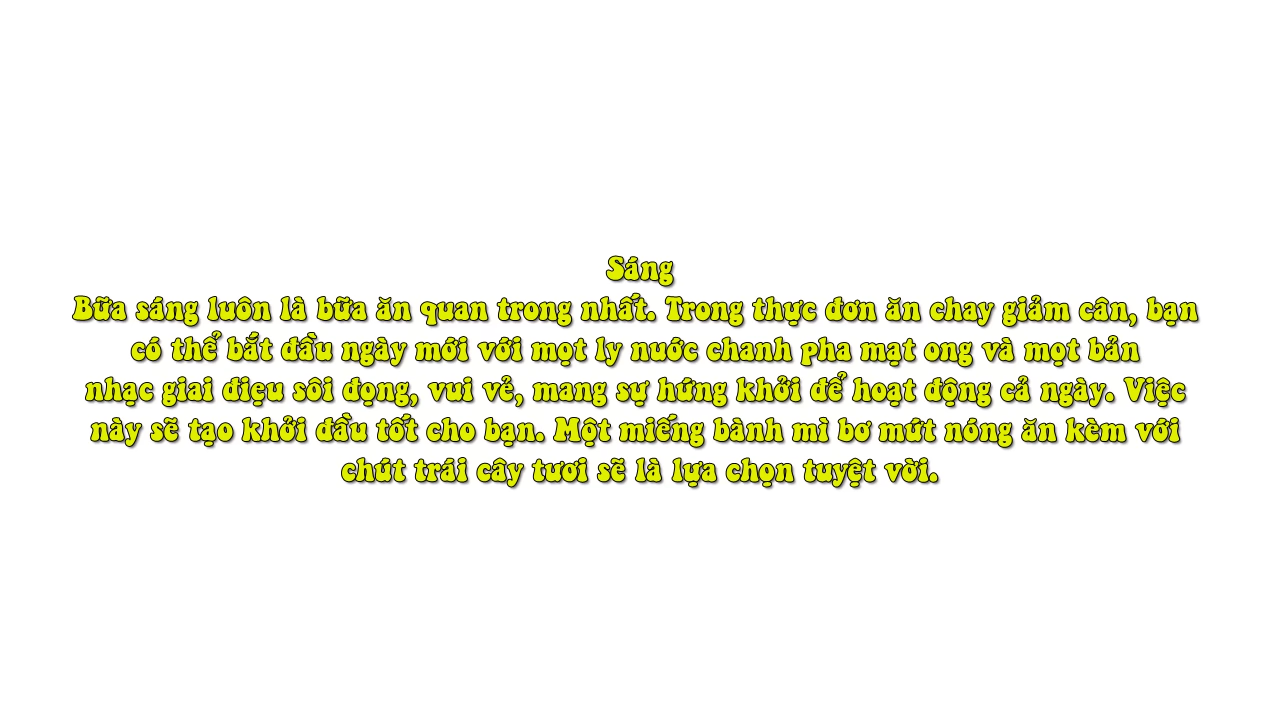 Sáng
Bữa sáng luôn là bữa ăn quan trong nhất. Trong thực đơn ăn chay giảm cân, bạn
có thể bắt đầu ngày mới với mọt ly nước chanh pha mạt ong và mọt bản
nhạc giai điệu sôi đọng, vui vẻ, mang sự hứng khởi để hoạt động cả ngày. Việc
này sẽ tạo khởi đầu tốt cho bạn. Một miếng bành mì bơ mứt nóng ăn kèm với
chút trái cây tươi sẽ là lựa chọn tuyệt vời.